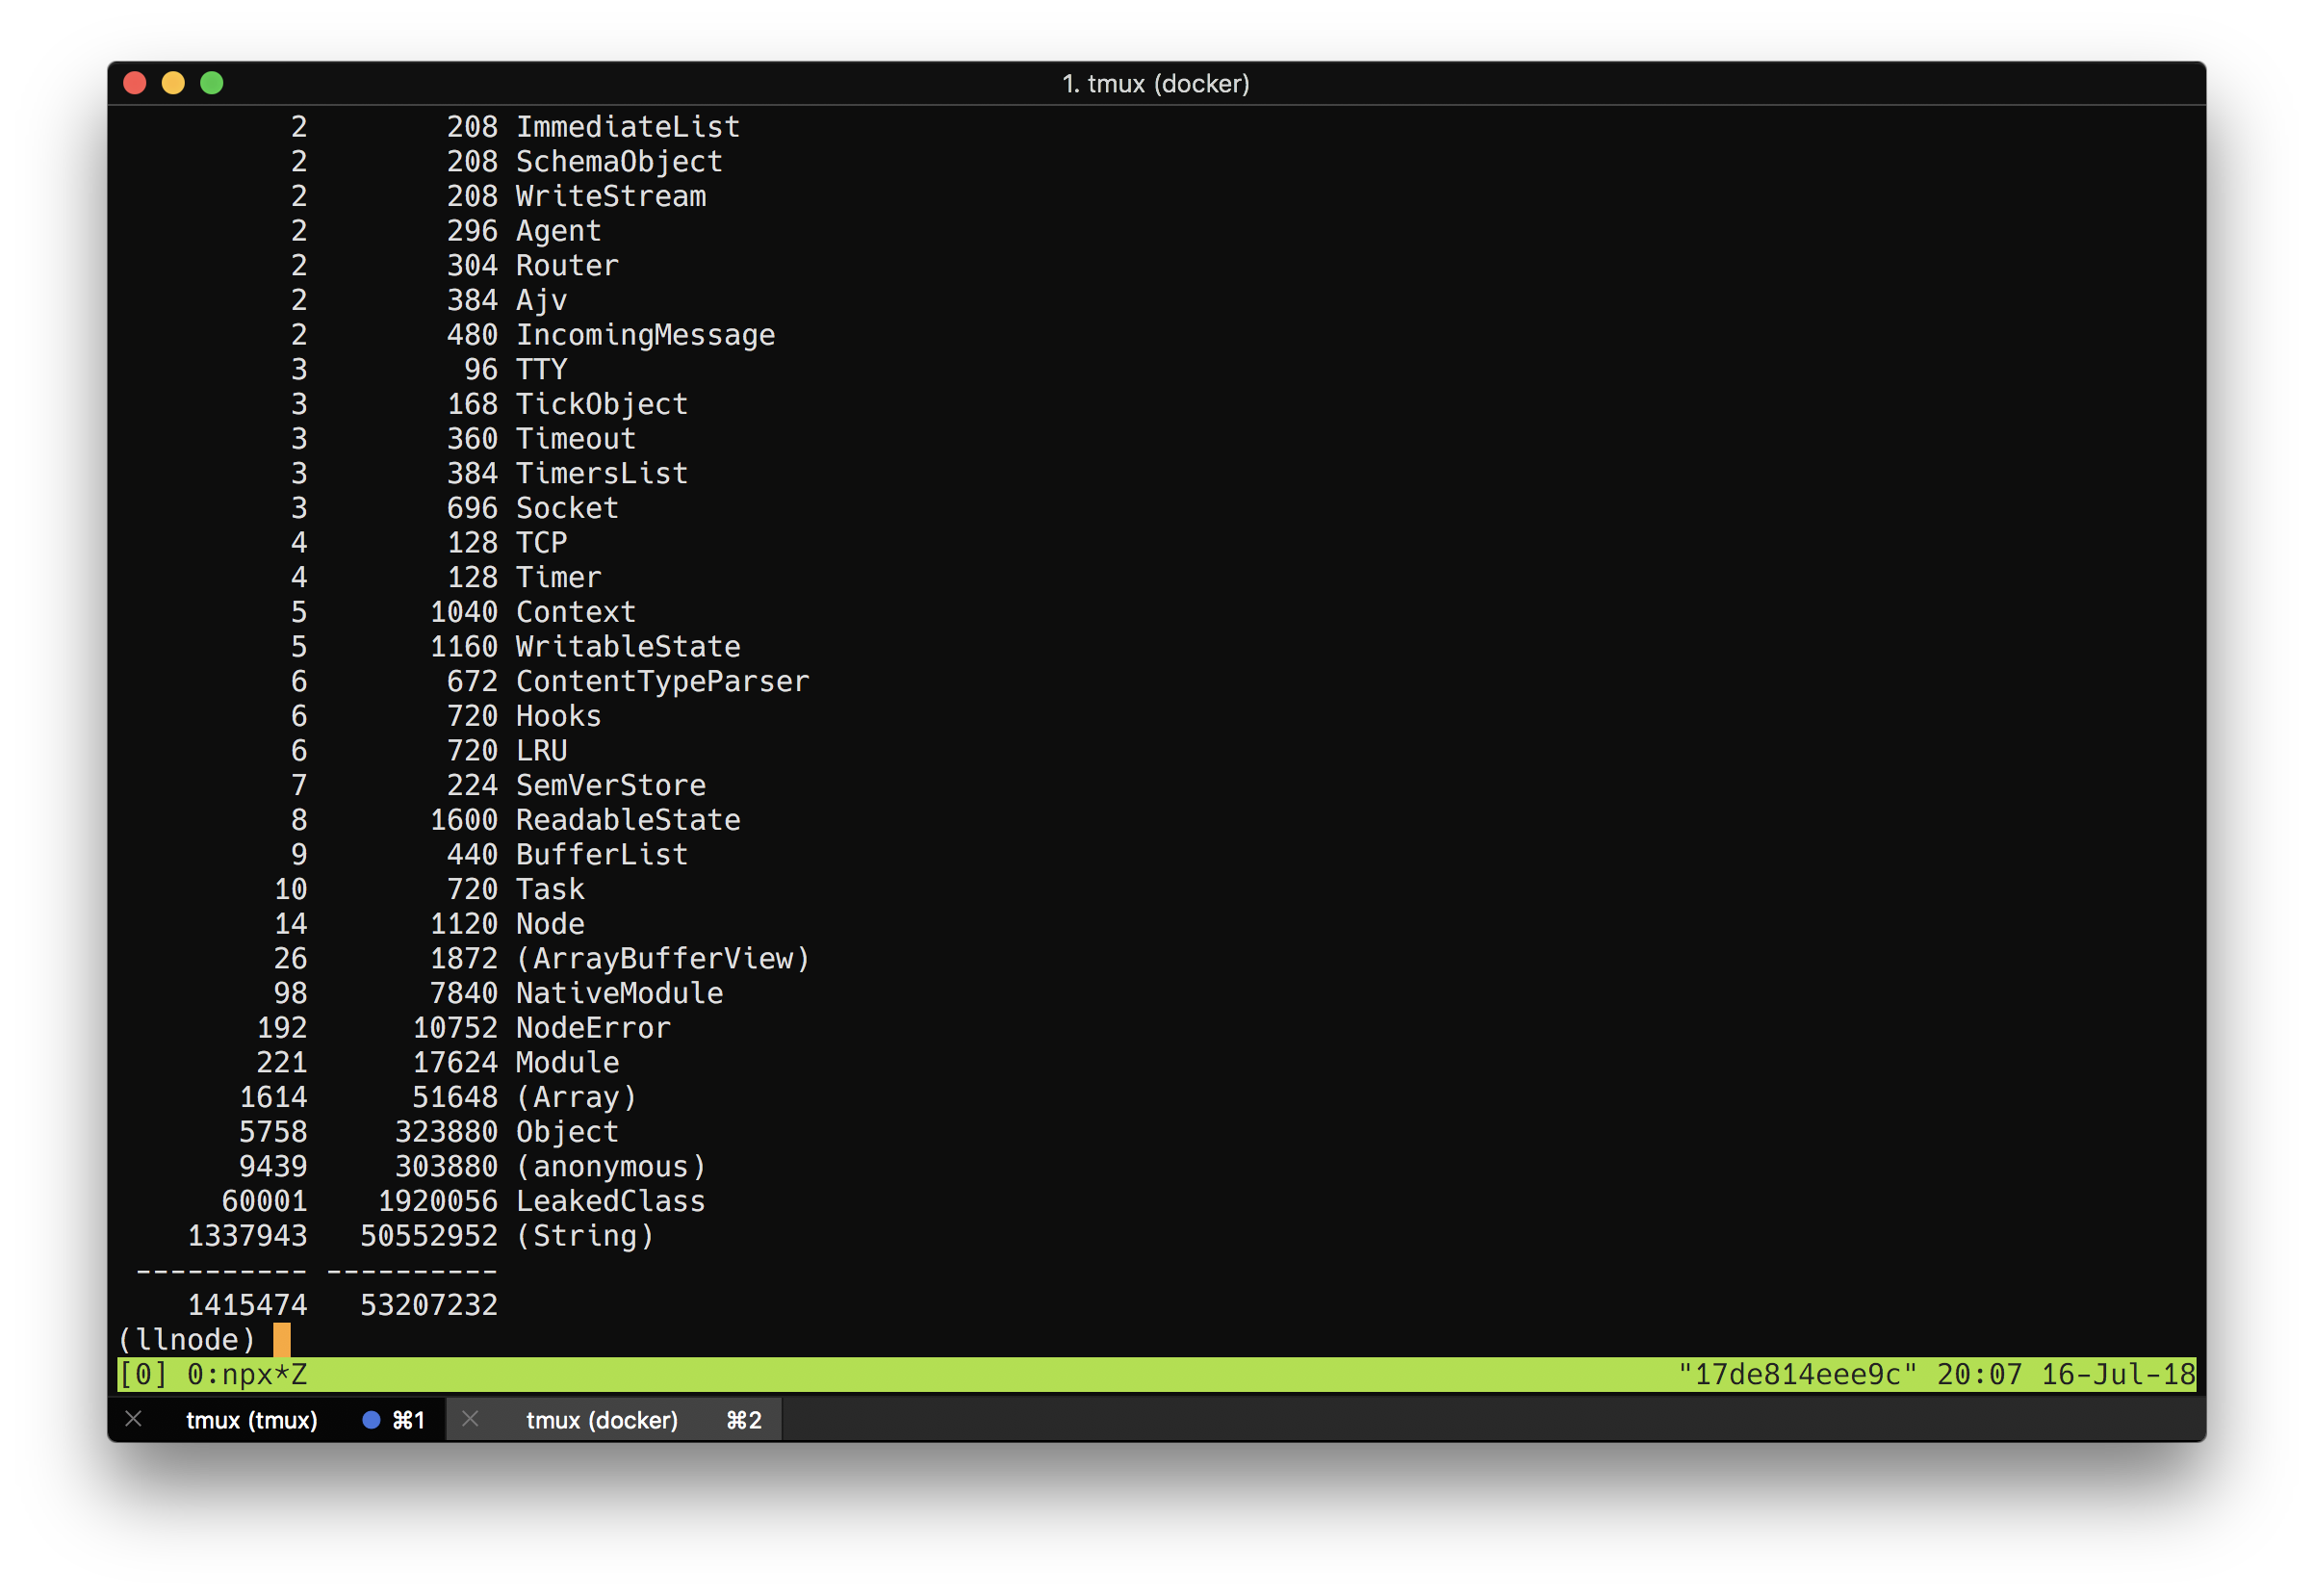 1. tmux (docker)
2 208 ImmediateList
2 208 SchemaObject
2 208 WriteStream
2 296 Agent
2 304 Router
2 384 Ajv
2 480 IncomingMessage
3 96 TTY
3 168 TickObject
3 360 Timeout
3 384 TimersList
3 696 Socket
4 128 TCP
4 128 Timer
5 1040 Context
5 1160 WritableState
6 672 ContentTypeParser
6 720 Hooks
6 720 LRU
7 224 SemVerStore
8 1600 ReadableState
9 440 BufferList
10 720 Task
14 1120 Node
26 1872 (ArrayBufferView)
98 7840 NativeModule
192 10752 NodeError
221 17624 Module
1614 51648 (Array)
5758 323880 Object
9439 303880 (anonymous)
60001 1920056 LeakedClass
1337943 50552952 (String)
---------- ----------
1415474 53207232
(llnode)
[0] 0:npx*Z "17de814eee9c" 20:07 16-Jul-18
tmux (tmux) ⌘1 tmux (docker) ⌘2